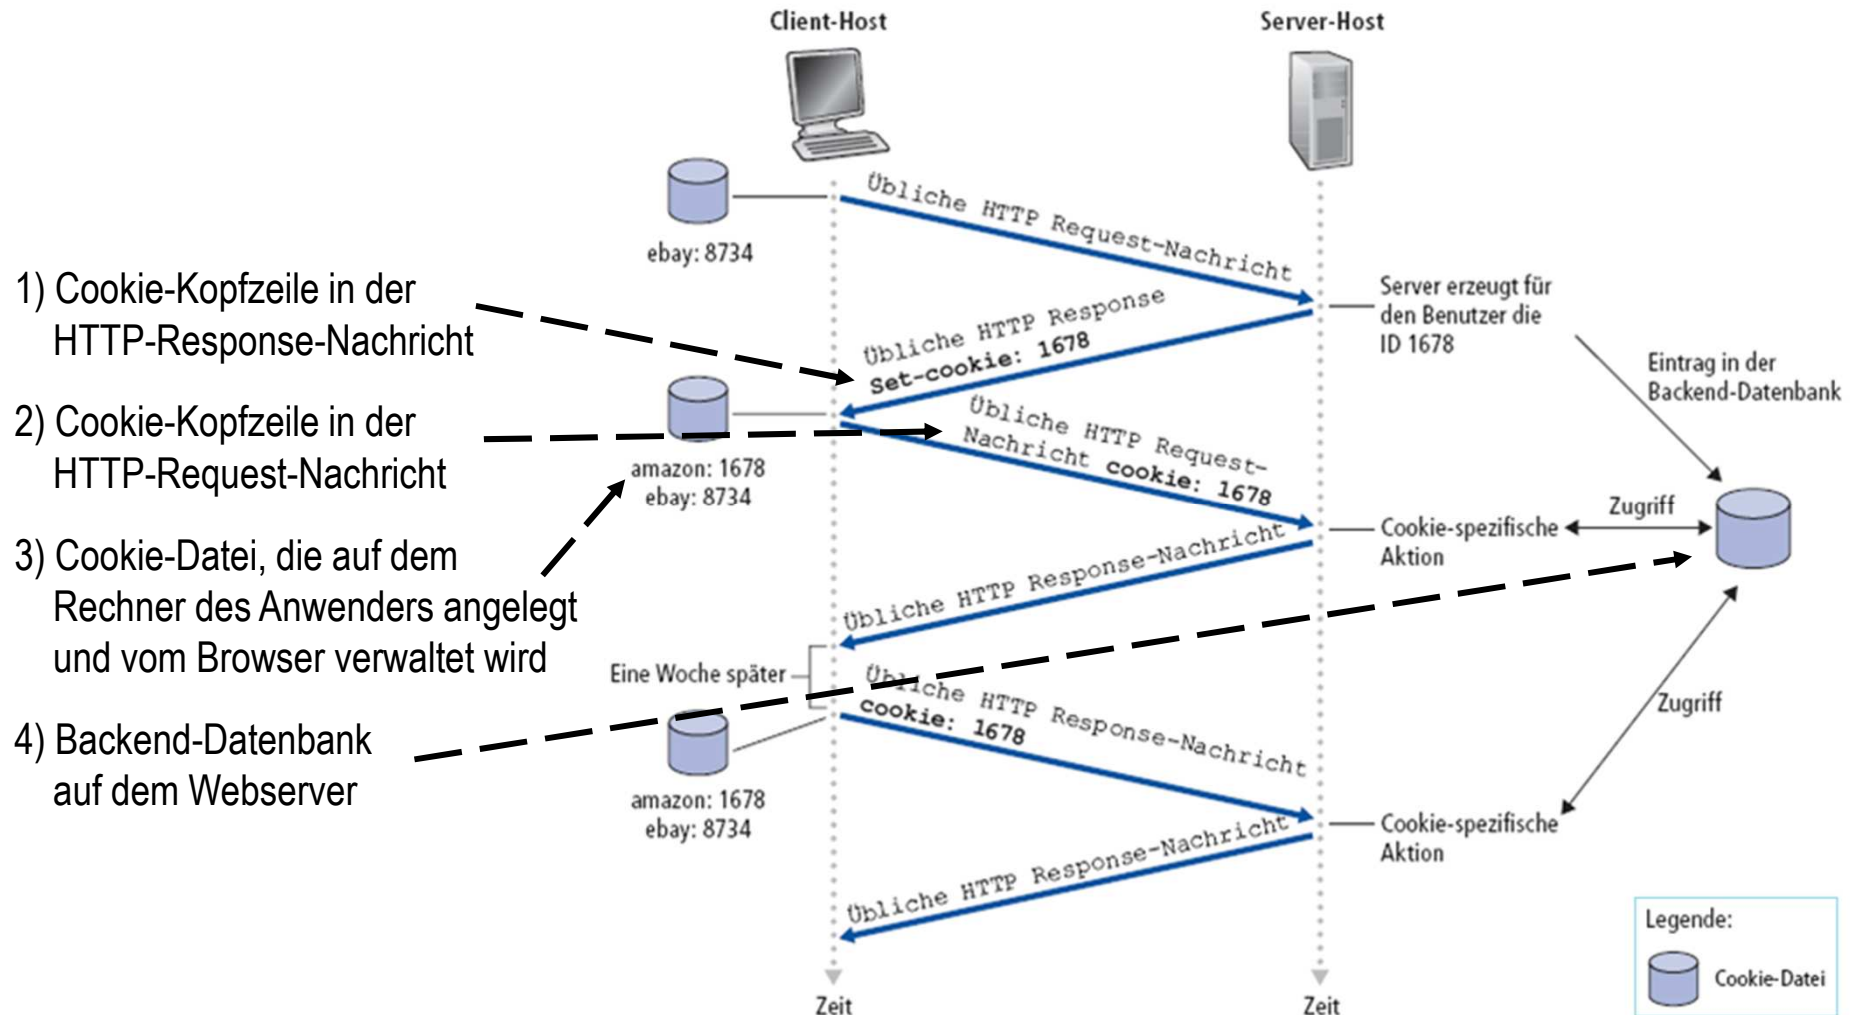 Client-Host
Server-Host
1) Cookie-Kopfzeile in der
HTTP-Response-Nachricht
2) Cookie-Kopfzeile in der
HTTP-Request-Nachricht
3) Cookie-Datei, die auf dem
Rechner des Anwenders angelegt
und vom Browser verwaltet wird
4) Backend-Datenbank
auf dem Webserver
ebay: 8734
Übliche HTTP Request-Nachricht
Server erzeugt für
den Benutzer die
ID 1678
Übliche HTTP Response
Set-cookie: 1678
Eintrag in der
Backend-Datenbank
amazon: 1678
ebay: 8734
Übliche HTTP Request-
Nachricht cookie: 1678
Cookie-spezifische
Aktion
Zugriff
Übliche HTTP Response-Nachricht
Eine Woche später
Übliche HTTP Response-Nachricht
cookie: 1678
Zugriff
amazon: 1678
ebay: 8734
Cookie-spezifische
Aktion
Übliche HTTP Response-Nachricht
Zeit
Zeit
Legende:
Cookie-Datei